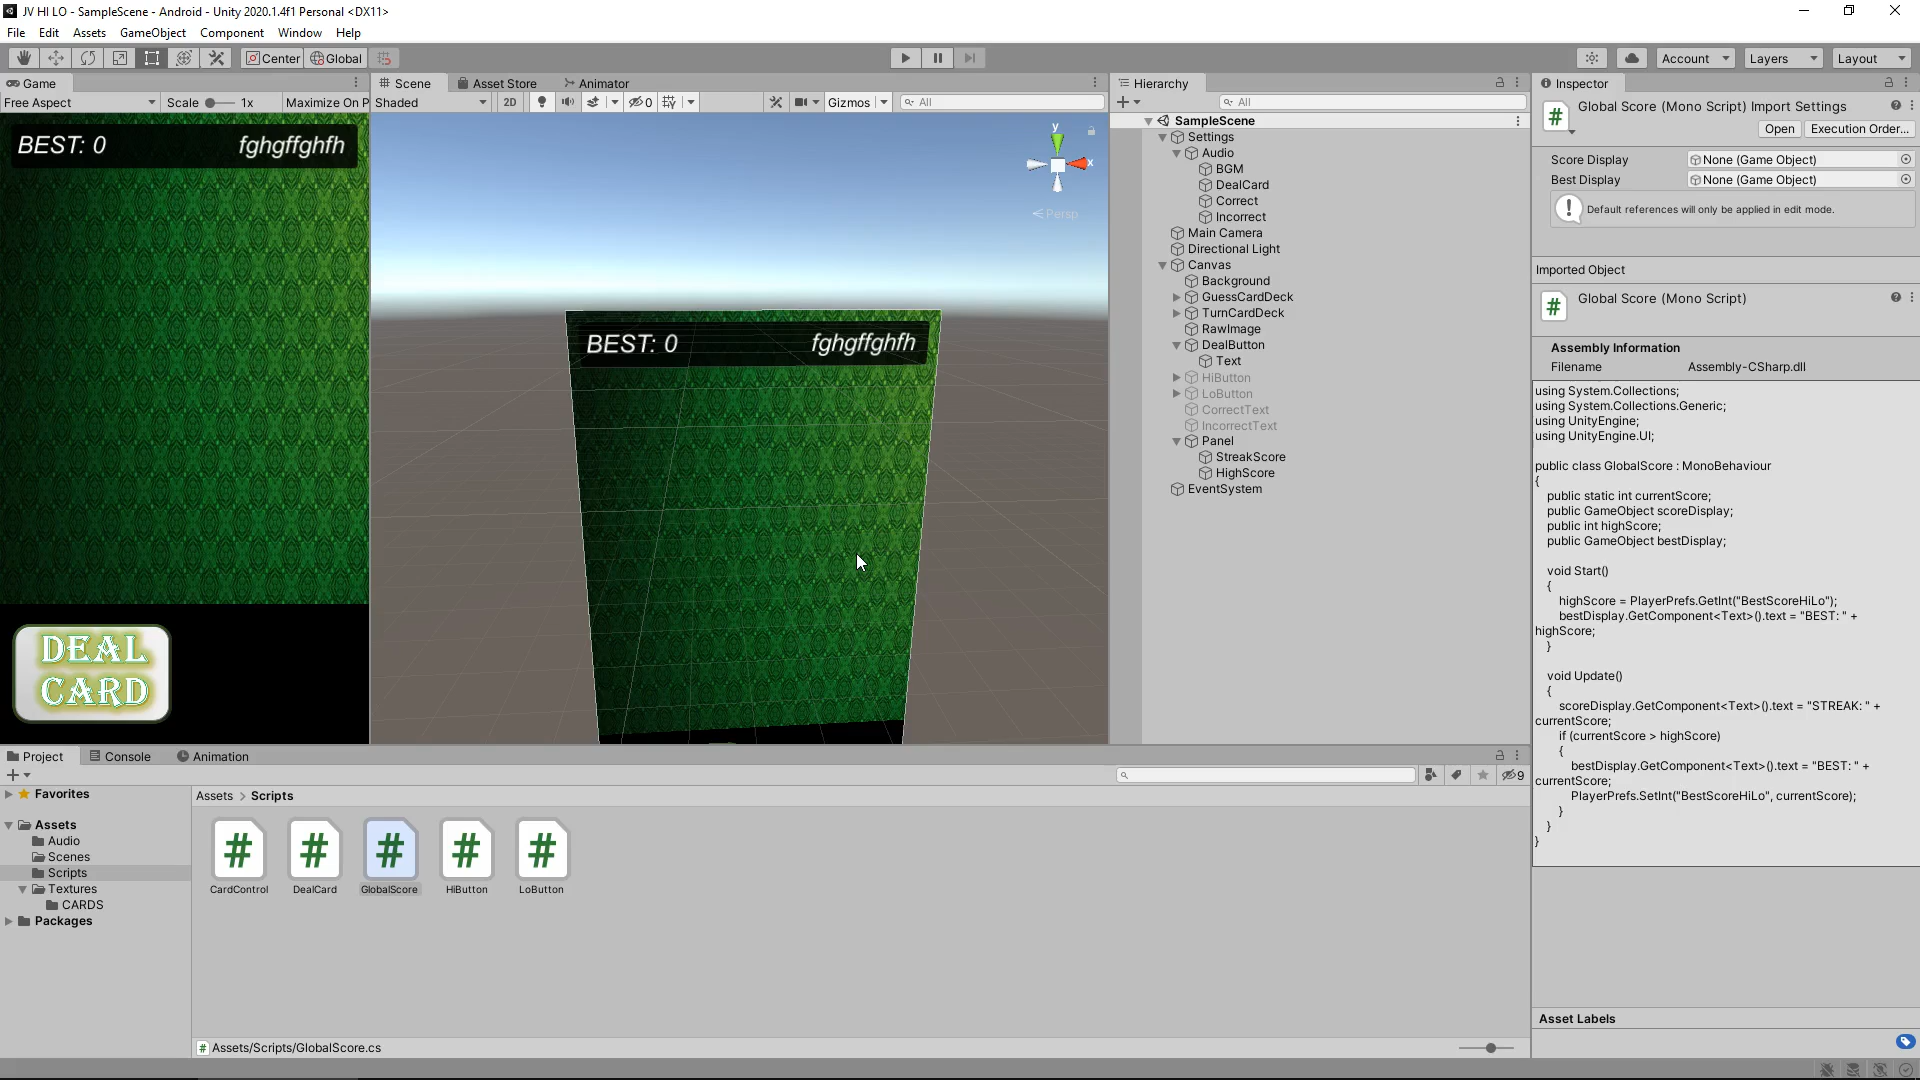 JV HI LO - SampleScene - Android - Unity 2020.1.4f1 Personal <DX11>
File Edit Assets GameObject Component Window Help
Center Global Account Layers Layout
Game
Free Aspect Scale 1x Maximize On P
BEST: 0 fghgffghfh
DEAL
CARD
Scene Asset Store Animator
Shaded 2D 0 Gizmos All
y
x
Persp
BEST: 0 fghgffghfh
Hierarchy
All
SampleScene
Settings
Audio
BGM
DealCard
Correct
Incorrect
Main Camera
Directional Light
Canvas
Background
GuessCardDeck
TurnCardDeck
RawImage
DealButton
Text
HiButton
LoButton
CorrectText
IncorrectText
Panel
StreakScore
HighScore
EventSystem
Inspector
Global Score (Mono Script) Import Settings
Open Execution Order...
Score Display None (Game Object)
Best Display None (Game Object)
Default references will only be applied in edit mode.
Imported Object
Global Score (Mono Script)
Assembly Information
Filename Assembly-CSharp.dll
using System.Collections;
using System.Collections.Generic;
using UnityEngine;
using UnityEngine.UI;
public class GlobalScore : MonoBehaviour
{
public static int currentScore;
public GameObject scoreDisplay;
public int highScore;
public GameObject bestDisplay;
void Start()
{
highScore = PlayerPrefs.GetInt("BestScoreHiLo");
bestDisplay.GetComponent<Text>().text = "BEST: " +
highScore;
}
void Update()
{
scoreDisplay.GetComponent<Text>().text = "STREAK: " +
currentScore;
if (currentScore > highScore)
{
bestDisplay.GetComponent<Text>().text = "BEST: " +
currentScore;
PlayerPrefs.SetInt("BestScoreHiLo", currentScore);
}
}
}
Asset Labels
Project Console Animation
9
Favorites
Assets
Audio
Scenes
Scripts
Textures
CARDS
Packages
Assets > Scripts
# # # # #
CardControl DealCard GlobalScore HiButton LoButton
Assets/Scripts/GlobalScore.cs